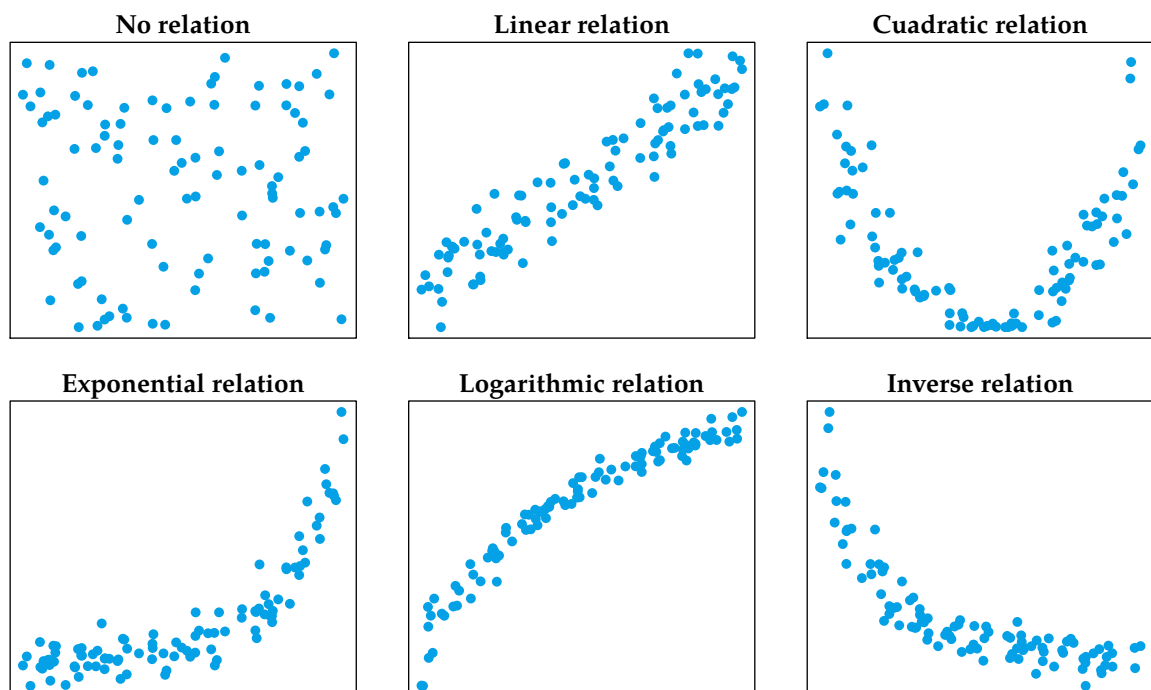 No relation
Linear relation
Cuadratic relation
Exponential relation
Logarithmic relation
Inverse relation